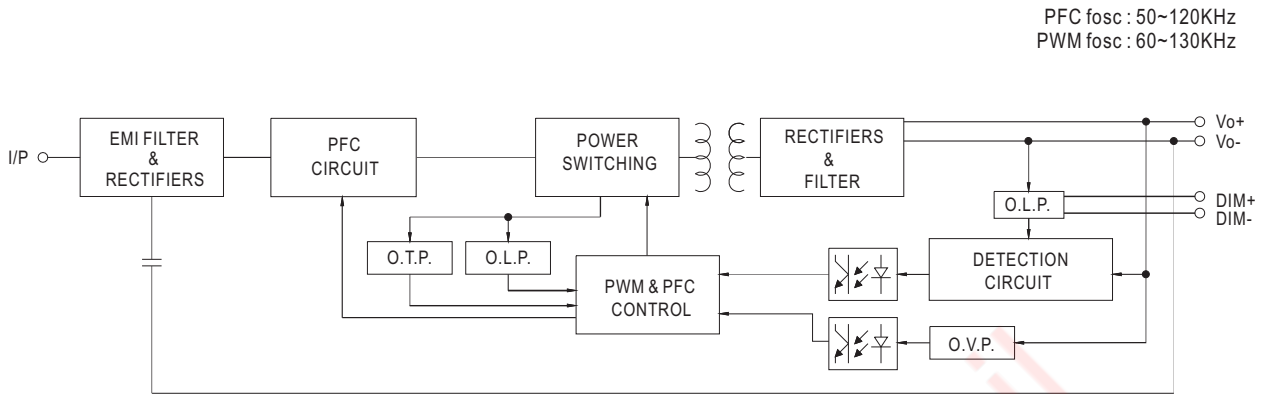 PFC fosc : 50~120KHz
PWM fosc : 60~130KHz
I/P
EMI FILTER
&
RECTIFIERS
PFC
CIRCUIT
POWER
SWITCHING
RECTIFIERS
&
FILTER
Vo+
Vo-
O.L.P.
DIM+
DIM-
O.T.P.
O.L.P.
PWM & PFC
CONTROL
DETECTION
CIRCUIT
O.V.P.